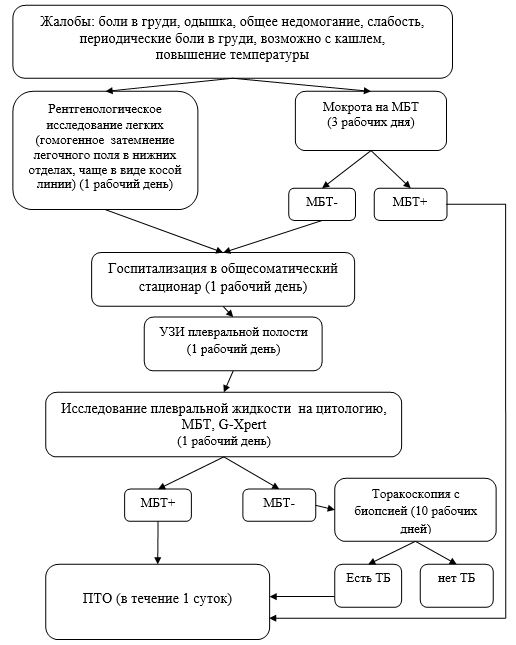 Жалобы: боли в груди, одышка, общее недомогание, слабость,
периодические боли в груди, возможно с кашлем,
повышение температуры
Рентгенологическое
исследование легких
(гомогенное затемнение
легочного поля в нижних
отделах, чаще в виде косой
линии) (1 рабочий день)
Мокрота на МБТ
(3 рабочих дня)
МБТ-
МБТ+
Госпитализация в общесоматический
стационар (1 рабочий день)
УЗИ плевральной полости
(1 рабочий день)
Исследование плевральной жидкости на цитологию,
МБТ, G-Xpert
(1 рабочий день)
МБТ+
МБТ-
Торакоскопия с
биопсией (10 рабочих
дней)
Есть ТБ
нет ТБ
ПТО (в течение 1 суток)